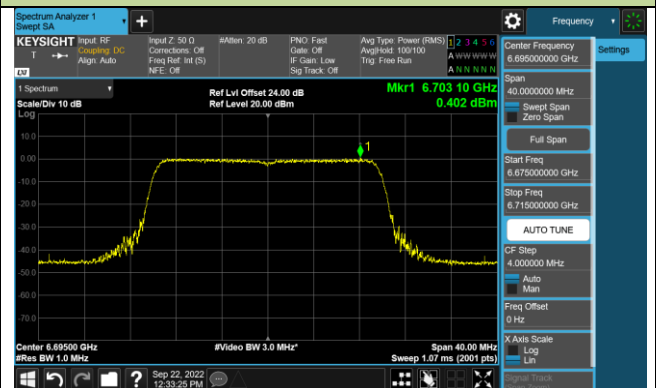 Spectrum Analyzer 1
Swept SA
Frequency
KEYSIGHT
Input: RF
Coupling: DC
Align: Auto
Input Z: 50 Ω
Corrections: Off
Freq Ref: Int (S)
NFE: Off
#Atten: 20 dB
PNO: Fast
Gate: Off
IF Gain: Low
Sig Track: Off
Avg Type: Power (RMS)
Avg|Hold: 100/100
Trig: Free Run
1 2 3 4 5 6
A W W W W W
A N N N N N
LXI
1 Spectrum
Scale/Div 10 dB
Log
Ref Lvl Offset 24.00 dB
Ref Level 20.00 dBm
Mkr1 6.703 10 GHz
0.402 dBm
1
10.0
0.00
-10.0
-20.0
-30.0
-40.0
-50.0
-60.0
-70.0
Center 6.69500 GHz
#Res BW 1.0 MHz
#Video BW 3.0 MHz*
Span 40.00 MHz
Sweep 1.07 ms (2001 pts)
Sep 22, 2022
12:33:25 PM
Center Frequency
6.695000000 GHz
Settings
Span
40.0000000 MHz
Swept Span
Zero Span
Full Span
Start Freq
6.675000000 GHz
Stop Freq
6.715000000 GHz
AUTO TUNE
CF Step
4.000000 MHz
Auto
Man
Freq Offset
0 Hz
X Axis Scale
Log
Lin
Signal Track